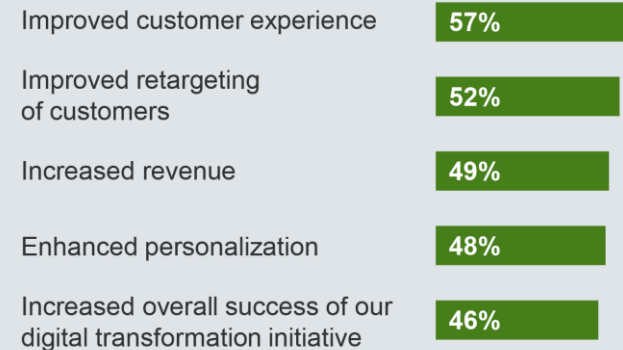 Improved customer experience 57%
Improved retargeting
of customers 52%
Increased revenue 49%
Enhanced personalization 48%
Increased overall success of our
digital transformation initiative 46%